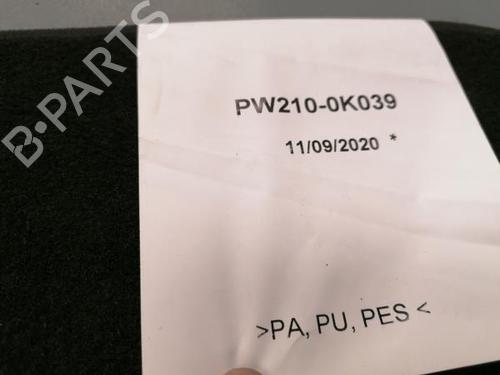 B-PARTS
PW210-0K039
11/09/2020 *
>PA, PU, PES<